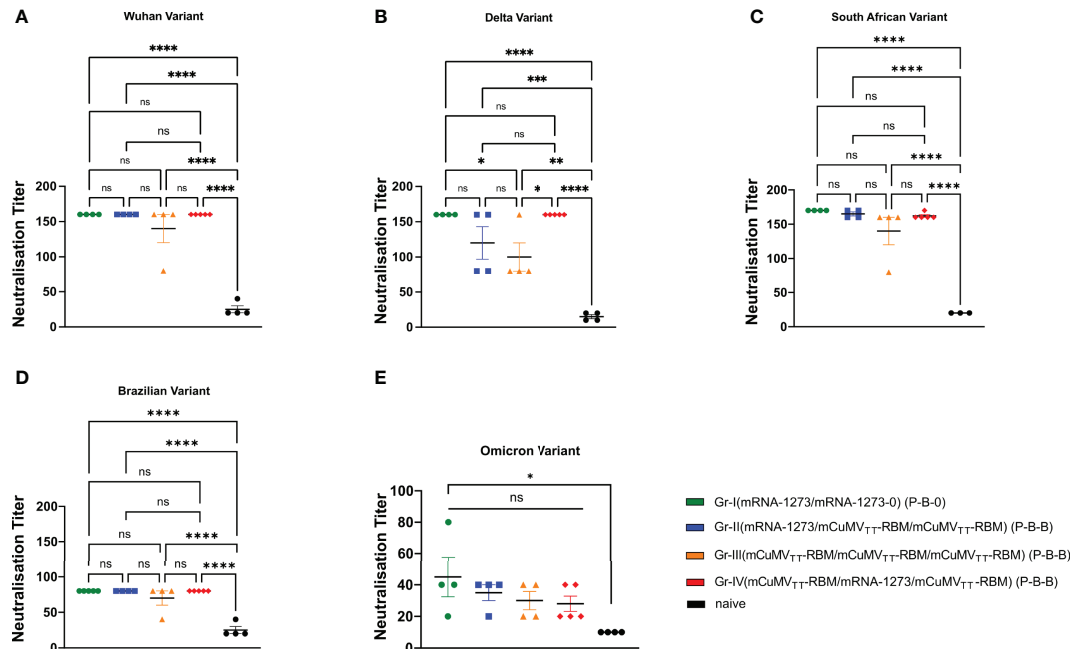 A
Wuhan Variant
****
****
ns
ns
ns
****
ns
ns
ns
****
Neutralisation Titer
200
150
100
50
0
B
Delta Variant
****
***
ns
ns
*
**
ns
ns
*
****
Neutralisation Titer
200
150
100
50
0
C
South African Variant
****
****
ns
ns
ns
****
ns
ns
ns
****
Neutralisation Titer
200
150
100
50
0
D
Brazilian Variant
****
****
ns
ns
ns
****
ns
ns
ns
****
Neutralisation Titer
200
150
100
50
0
E
Omicron Variant
*
ns
Neutralisation Titer
100
80
60
40
20
0
Gr-I(mRNA-1273/mRNA-1273-0) (P-B-0)
Gr-II(mRNA-1273/mCuMVTT-RBM/mCuMVTT-RBM) (P-B-B)
Gr-III(mCuMVTT-RBM/mCuMVTT-RBM/mCuMVTT-RBM) (P-B-B)
Gr-IV(mCuMVTT-RBM/mRNA-1273/mCuMVTT-RBM) (P-B-B)
naive